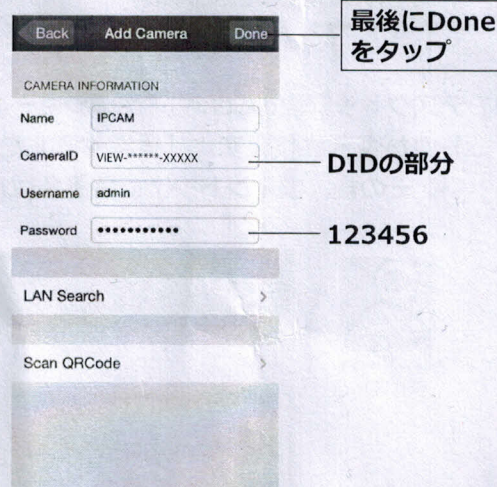 Back Add Camera Done
最後にDone
をタップ
CAMERA INFORMATION
Name IPCAM
CameraID VIEW-******-XXXXX
DIDの部分
Username admin
Password •••••••••••
123456
LAN Search
Scan QRCode